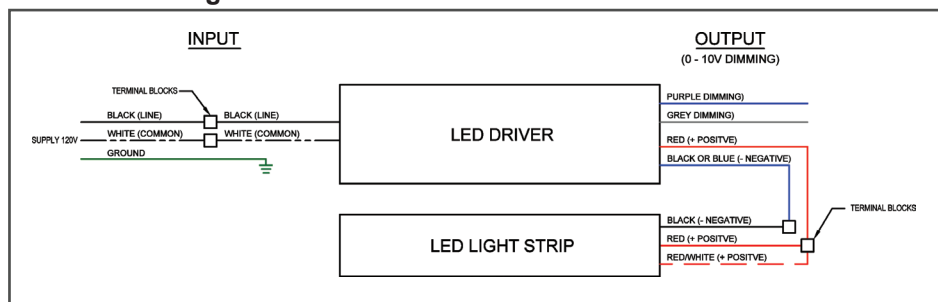 INPUT
OUTPUT
(0 - 10V DIMMING)
TERMINAL BLOCKS
BLACK (LINE)
BLACK (LINE)
SUPPLY 120V
WHITE (COMMON)
WHITE (COMMON)
GROUND
LED DRIVER
PURPLE DIMMING)
GREY DIMMING)
RED (+ POSITVE)
BLACK OR BLUE (- NEGATIVE)
LED LIGHT STRIP
BLACK (- NEGATIVE)
RED (+ POSITVE)
RED/WHITE (+ POSITVE)
TERMINAL BLOCKS